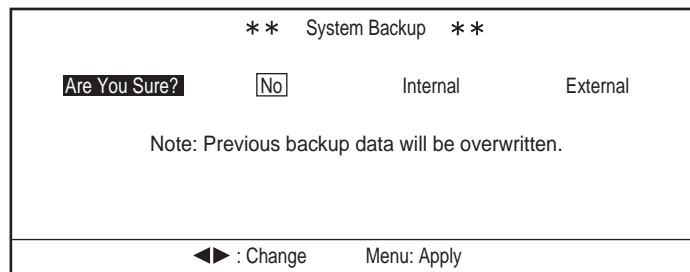 ** System Backup **
Are You Sure? No Internal External
Note: Previous backup data will be overwritten.
◀▶ : Change Menu: Apply